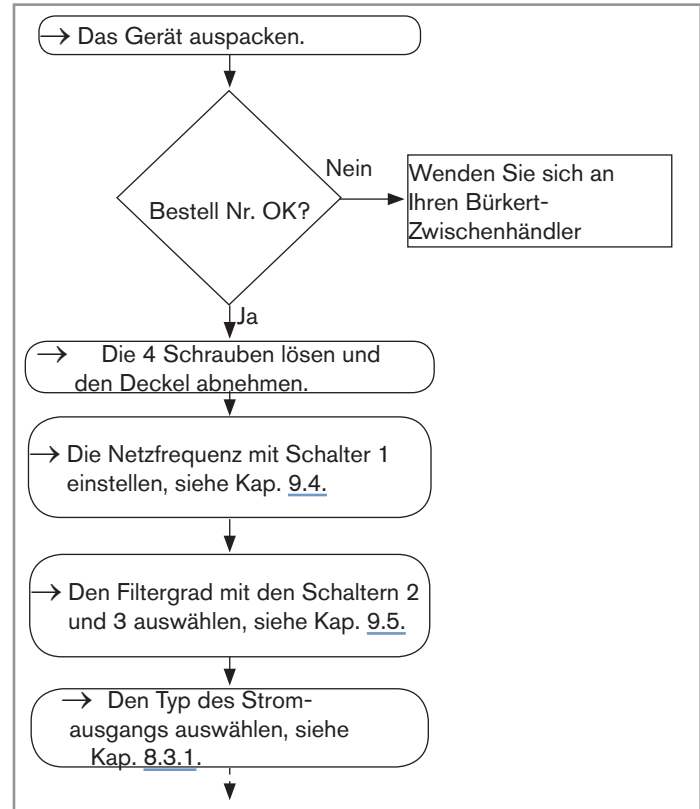 → Das Gerät auspacken.
Nein
Wenden Sie sich an
Ihren Bürkert-
Zwischenhändler
Bestell Nr. OK?
Ja
→ Die 4 Schrauben lösen und
den Deckel abnehmen.
→ Die Netzfrequenz mit Schalter 1
einstellen, siehe Kap. 9.4.
→ Den Filtergrad mit den Schaltern 2
und 3 auswählen, siehe Kap. 9.5.
→ Den Typ des Strom-
ausgangs auswählen, siehe
Kap. 8.3.1.